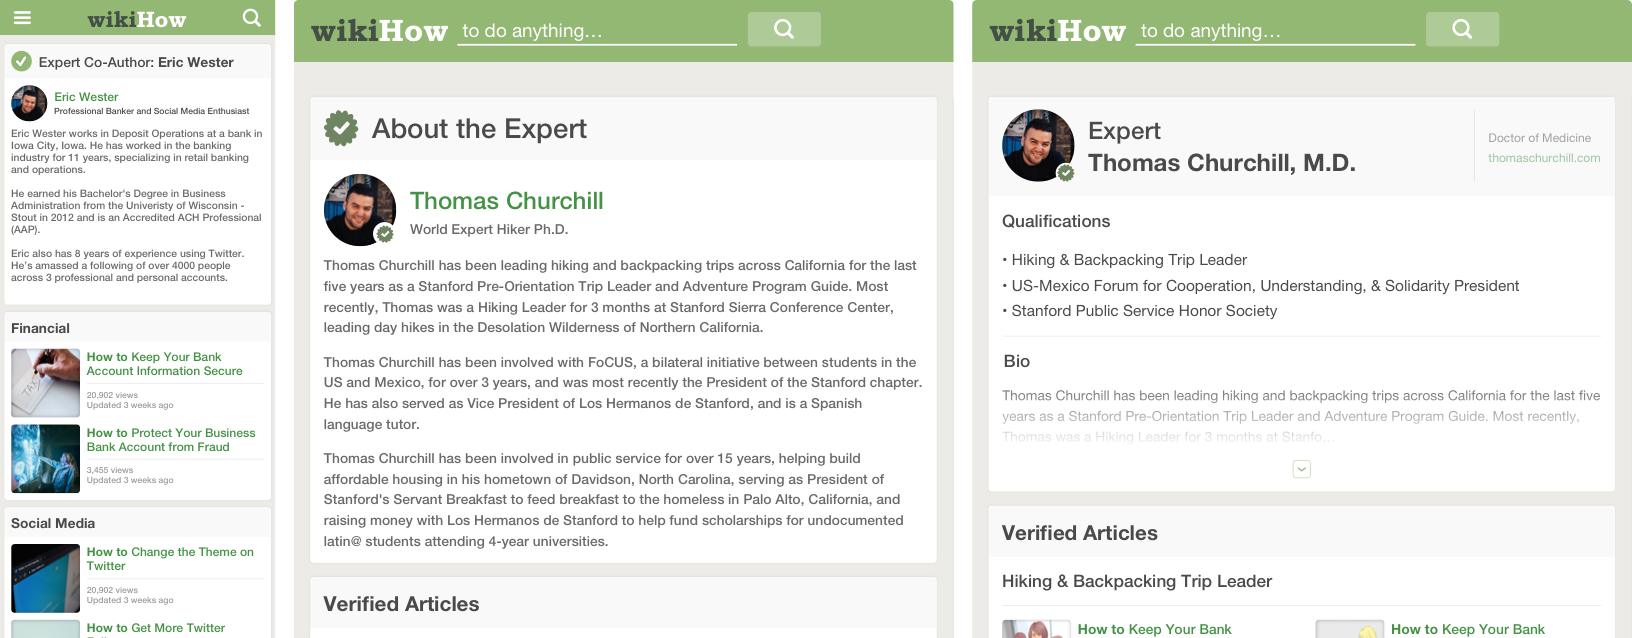 wikiHow
Expert Co-Author: Eric Wester
Eric Wester
Professional Banker and Social Media Enthusiast
Eric Wester works in Deposit Operations at a bank in
Iowa City, Iowa. He has worked in the banking
industry for 11 years, specializing in retail banking
and operations.
He earned his Bachelor's Degree in Business
Administration from the Univeristy of Wisconsin -
Stout in 2012 and is an Accredited ACH Professional
(AAP).
Eric also has 8 years of experience using Twitter.
He's amassed a following of over 4000 people
across 3 professional and personal accounts.
Financial
How to Keep Your Bank
Account Information Secure
20,902 views
Updated 3 weeks ago
How to Protect Your Business
Bank Account from Fraud
3,455 views
Updated 3 weeks ago
Social Media
How to Change the Theme on
Twitter
20,902 views
Updated 3 weeks ago
How to Get More Twitter
wikiHow to do anything...
About the Expert
Thomas Churchill
World Expert Hiker Ph.D.
Thomas Churchill has been leading hiking and backpacking trips across California for the last
five years as a Stanford Pre-Orientation Trip Leader and Adventure Program Guide. Most
recently, Thomas was a Hiking Leader for 3 months at Stanford Sierra Conference Center,
leading day hikes in the Desolation Wilderness of Northern California.
Thomas Churchill has been involved with FoCUS, a bilateral initiative between students in the
US and Mexico, for over 3 years, and was most recently the President of the Stanford chapter.
He has also served as Vice President of Los Hermanos de Stanford, and is a Spanish
language tutor.
Thomas Churchill has been involved in public service for over 15 years, helping build
affordable housing in his hometown of Davidson, North Carolina, serving as President of
Stanford's Servant Breakfast to feed breakfast to the homeless in Palo Alto, California, and
raising money with Los Hermanos de Stanford to help fund scholarships for undocumented
latin@ students attending 4-year universities.
Verified Articles
wikiHow to do anything...
Expert
Thomas Churchill, M.D.
Doctor of Medicine
thomaschurchill.com
Qualifications
• Hiking & Backpacking Trip Leader
• US-Mexico Forum for Cooperation, Understanding, & Solidarity President
• Stanford Public Service Honor Society
Bio
Thomas Churchill has been leading hiking and backpacking trips across California for the last five
years as a Stanford Pre-Orientation Trip Leader and Adventure Program Guide. Most recently,
Thomas was a Hiking Leader for 3 months at Stanfo...
Verified Articles
Hiking & Backpacking Trip Leader
How to Keep Your Bank
How to Keep Your Bank